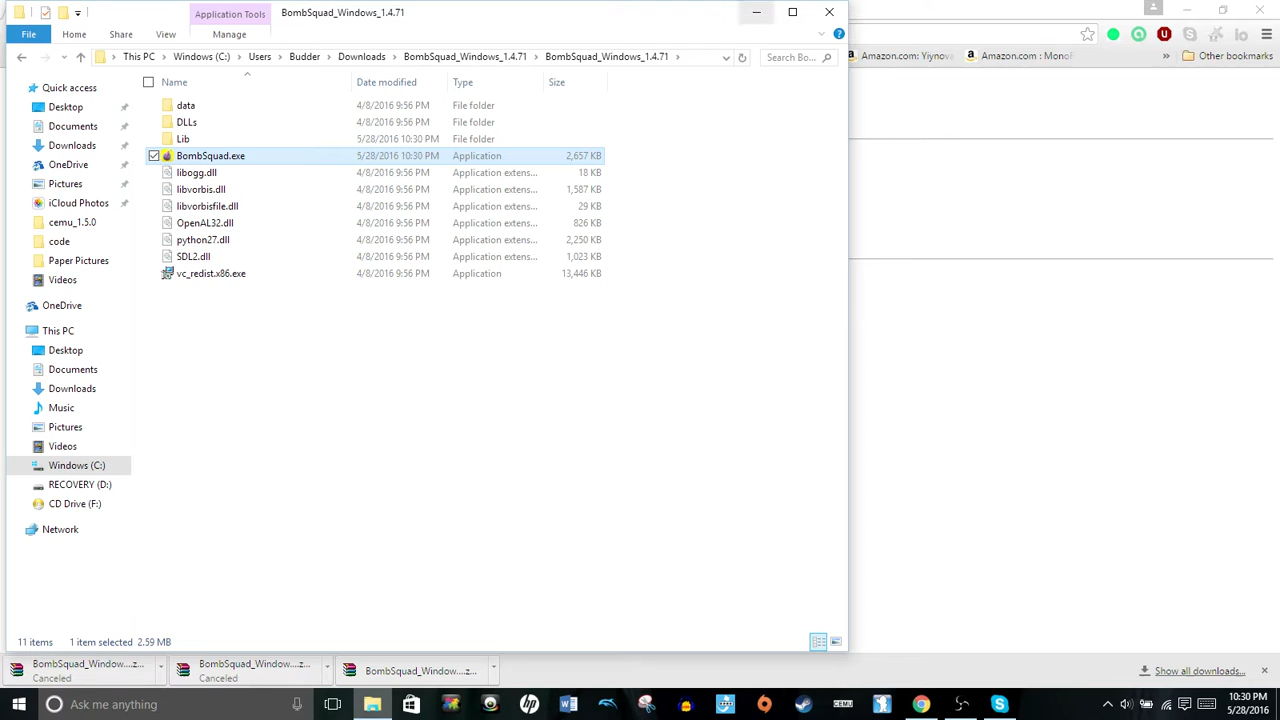 Application Tools BombSquad_Windows_1.4.71
File Home Share View Manage
This PC Windows (C:) Users Budder Downloads BombSquad_Windows_1.4.71 BombSquad_Windows_1.4.71 Search Bo...
Amazon.com: Yiynov Amazon.com : Mono » Other bookmarks
Name Date modified Type Size
Quick access
Desktop
Documents
Downloads
OneDrive
Pictures
iCloud Photos
cemu_1.5.0
code
Paper Pictures
Videos
OneDrive
This PC
Desktop
Documents
Downloads
Music
Pictures
Videos
Windows (C:)
RECOVERY (D:)
CD Drive (F:)
Network
data 4/8/2016 9:56 PM File folder
DLLs 4/8/2016 9:56 PM File folder
Lib 5/28/2016 10:30 PM File folder
BombSquad.exe 5/28/2016 10:30 PM Application 2,657 KB
libogg.dll 4/8/2016 9:56 PM Application extens... 18 KB
libvorbis.dll 4/8/2016 9:56 PM Application extens... 1,587 KB
libvorbisfile.dll 4/8/2016 9:56 PM Application extens... 29 KB
OpenAL32.dll 4/8/2016 9:56 PM Application extens... 826 KB
python27.dll 4/8/2016 9:56 PM Application extens... 2,250 KB
SDL2.dll 4/8/2016 9:56 PM Application extens... 1,023 KB
vc_redist.x86.exe 4/8/2016 9:56 PM Application 13,446 KB
11 items 1 item selected 2.59 MB
BombSquad_Window....z... BombSquad_Window....z... BombSquad_Window....z... Show all downloads...
Canceled Canceled
Ask me anything
hp
CEMU
10:30 PM
5/28/2016